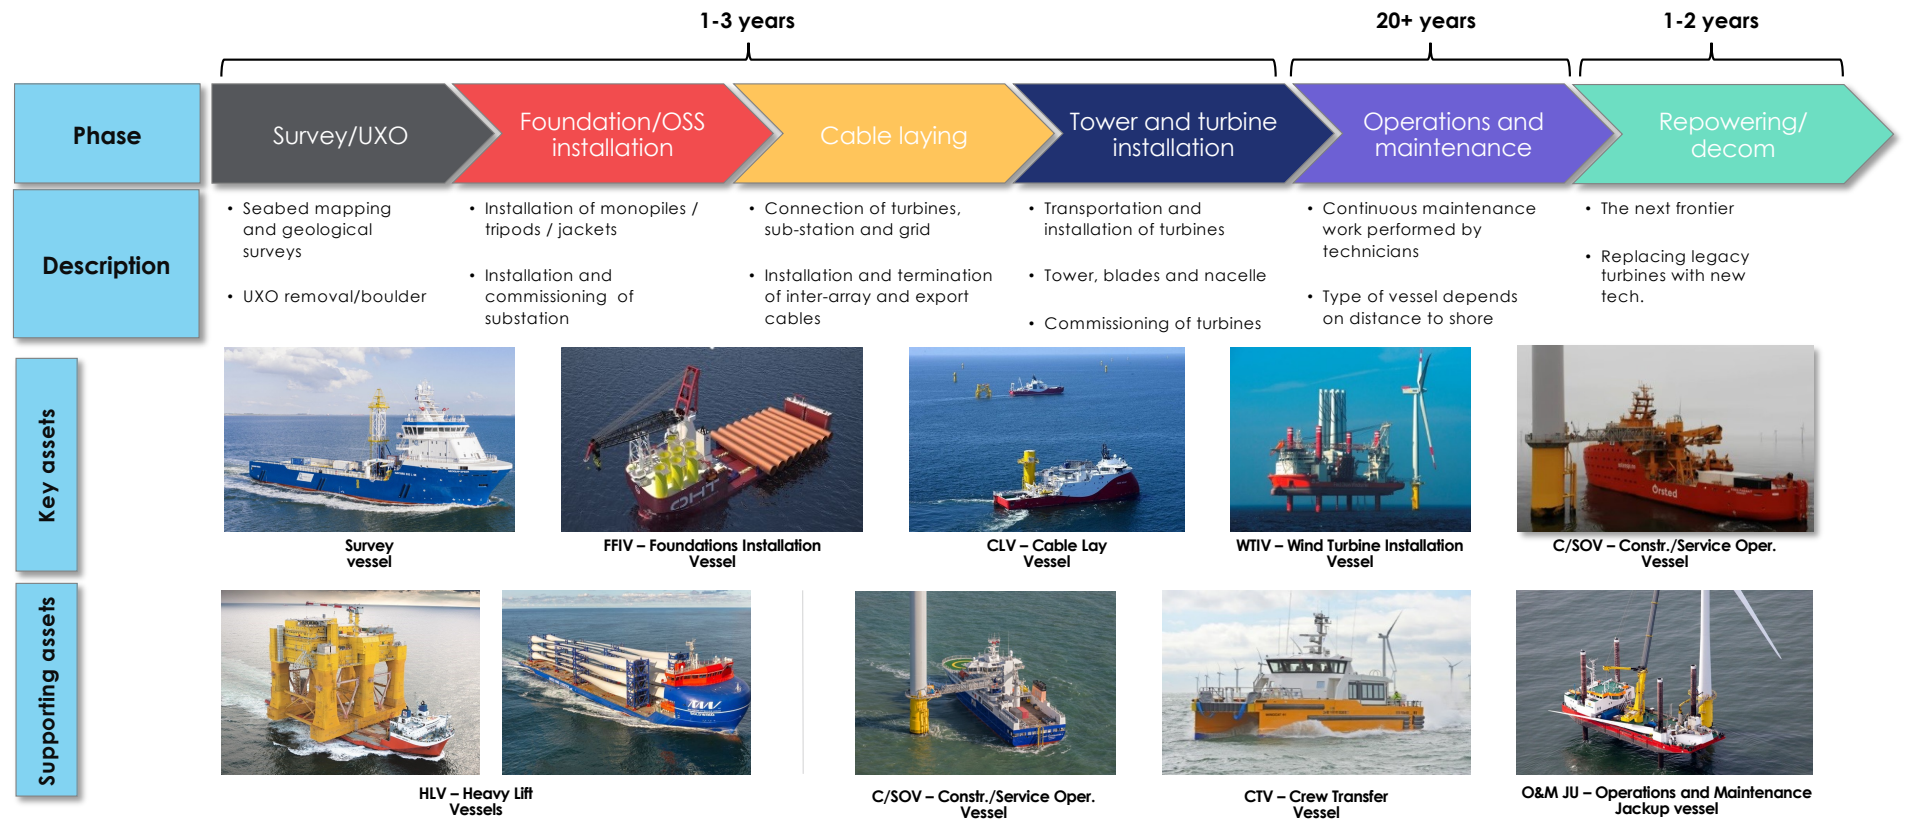 1-3 years
20+ years
1-2 years
Phase
Survey/UXO
Foundation/OSS
installation
Cable laying
Tower and turbine
installation
Operations and
maintenance
Repowering/
decom
Description
• Seabed mapping
and geological
surveys
• UXO removal/boulder
• Installation of monopiles /
tripods / jackets
• Installation and
commissioning of
substation
• Connection of turbines,
sub-station and grid
• Installation and termination
of inter-array and export
cables
• Transportation and
installation of turbines
• Tower, blades and nacelle
• Commissioning of turbines
• Continuous maintenance
work performed by
technicians
• Type of vessel depends
on distance to shore
• The next frontier
• Replacing legacy
turbines with new
tech.
Key assets
OHT
Ørsted
Survey
vessel
FFIV – Foundations Installation
Vessel
CLV – Cable Lay
Vessel
WTIV – Wind Turbine Installation
Vessel
C/SOV – Constr./Service Oper.
Vessel
Supporting assets
HLV – Heavy Lift
Vessels
C/SOV – Constr./Service Oper.
Vessel
CTV – Crew Transfer
Vessel
O&M JU – Operations and Maintenance
Jackup vessel